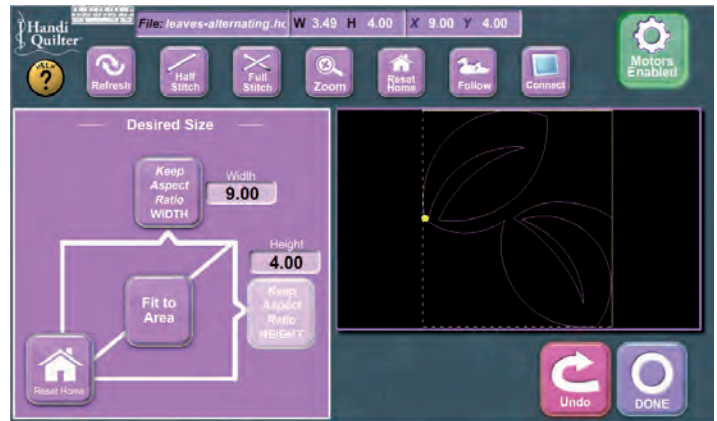 Handi
Quilter
File: leaves-alternating.hc W 3.49 H 4.00 X 9.00 Y 4.00
HELP
?
Refresh
Half
Stitch
Full
Stitch
Zoom
Reset
Home
Follow
Connect
Motors
Enabled
Desired Size
Keep
Aspect
Ratio
WIDTH
Width
9.00
Height
4.00
Keep
Aspect
Ratio
HEIGHT
Fit to
Area
Reset Home
Undo
DONE